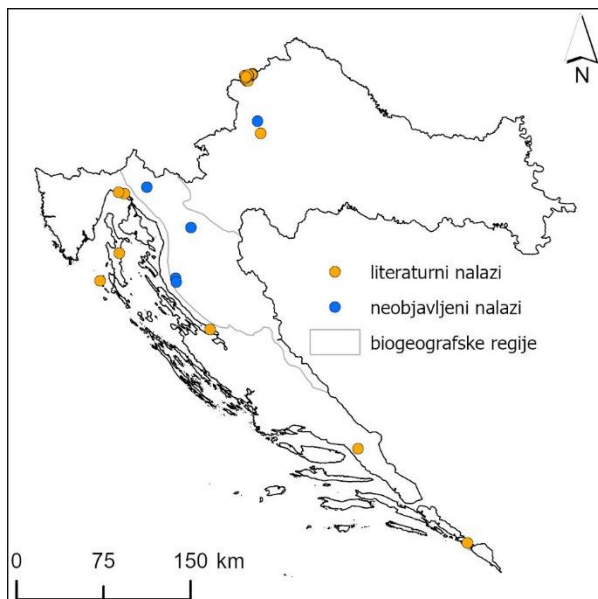 N
literaturni nalazi
neobjavljeni nalazi
biogeografske regije
0 75 150 km